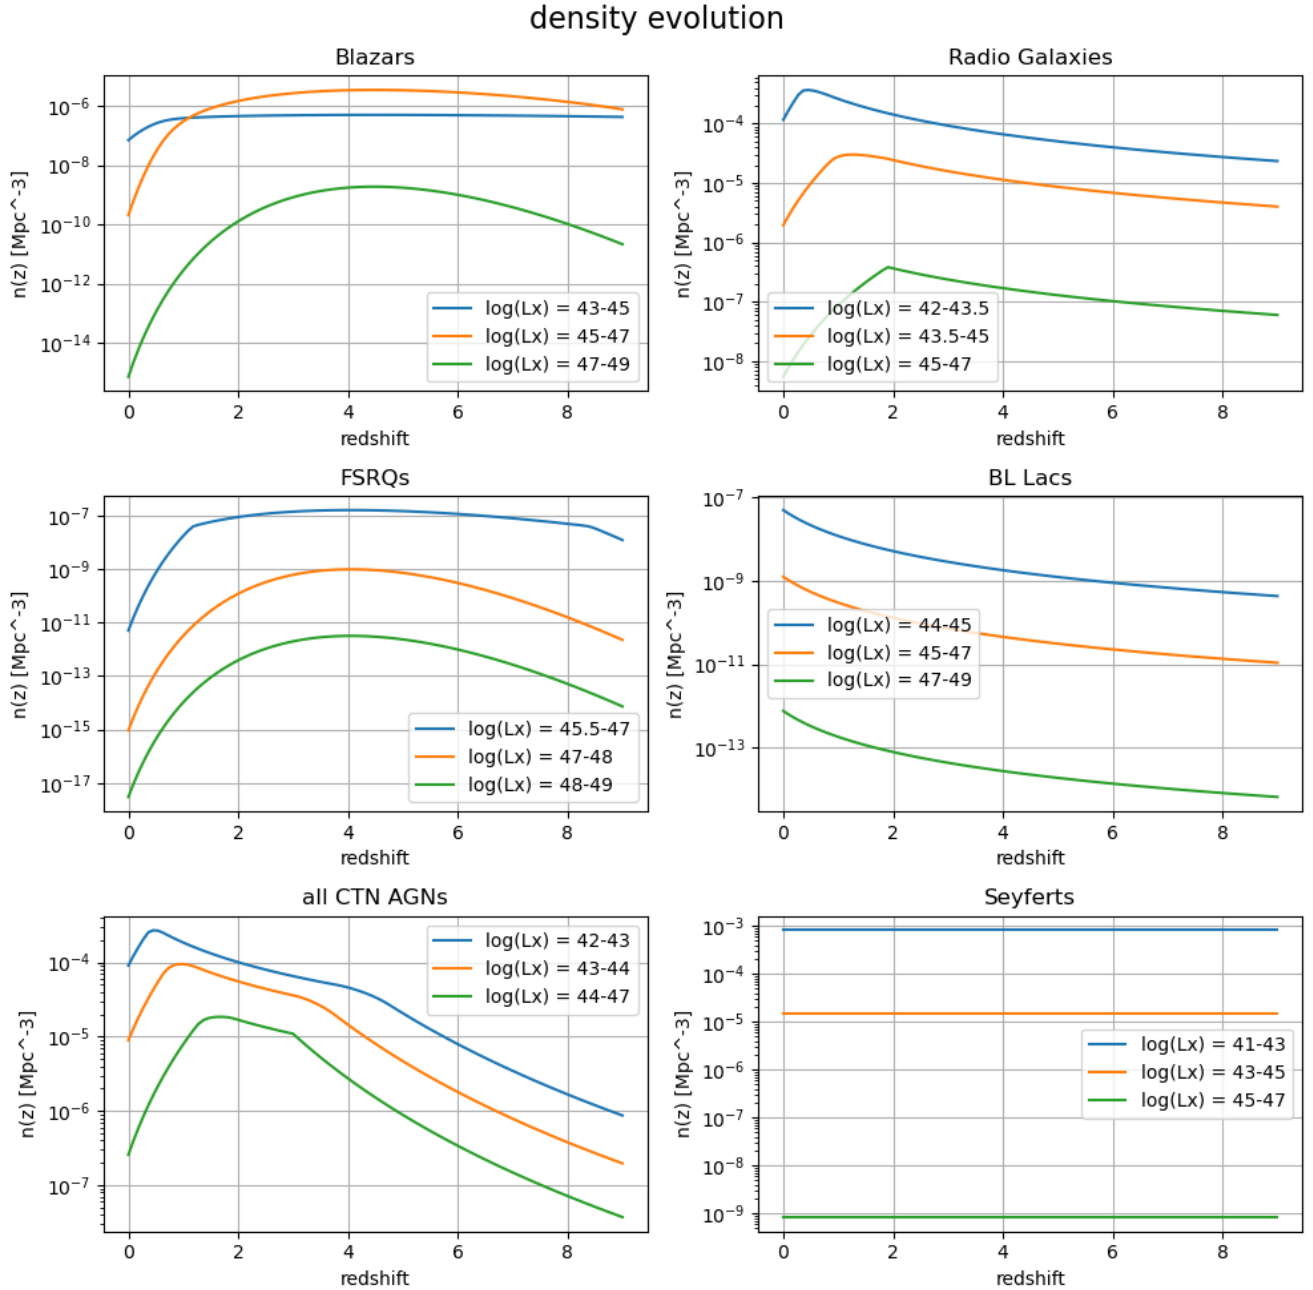 density evolution
Blazars
n(z) [Mpc^-3]
10^-6
10^-8
10^-10
10^-12
10^-14
log(Lx) = 43-45
log(Lx) = 45-47
log(Lx) = 47-49
0 2 4 6 8
redshift
Radio Galaxies
n(z) [Mpc^-3]
10^-4
10^-5
10^-6
10^-7
10^-8
log(Lx) = 42-43.5
log(Lx) = 43.5-45
log(Lx) = 45-47
0 2 4 6 8
redshift
FSRQs
n(z) [Mpc^-3]
10^-7
10^-9
10^-11
10^-13
10^-15
10^-17
log(Lx) = 45.5-47
log(Lx) = 47-48
log(Lx) = 48-49
0 2 4 6 8
redshift
BL Lacs
n(z) [Mpc^-3]
10^-7
10^-9
10^-11
10^-13
log(Lx) = 44-45
log(Lx) = 45-47
log(Lx) = 47-49
0 2 4 6 8
redshift
all CTN AGNs
n(z) [Mpc^-3]
10^-4
10^-5
10^-6
10^-7
log(Lx) = 42-43
log(Lx) = 43-44
log(Lx) = 44-47
0 2 4 6 8
redshift
Seyferts
n(z) [Mpc^-3]
10^-3
10^-4
10^-5
10^-6
10^-7
10^-8
10^-9
log(Lx) = 41-43
log(Lx) = 43-45
log(Lx) = 45-47
0 2 4 6 8
redshift